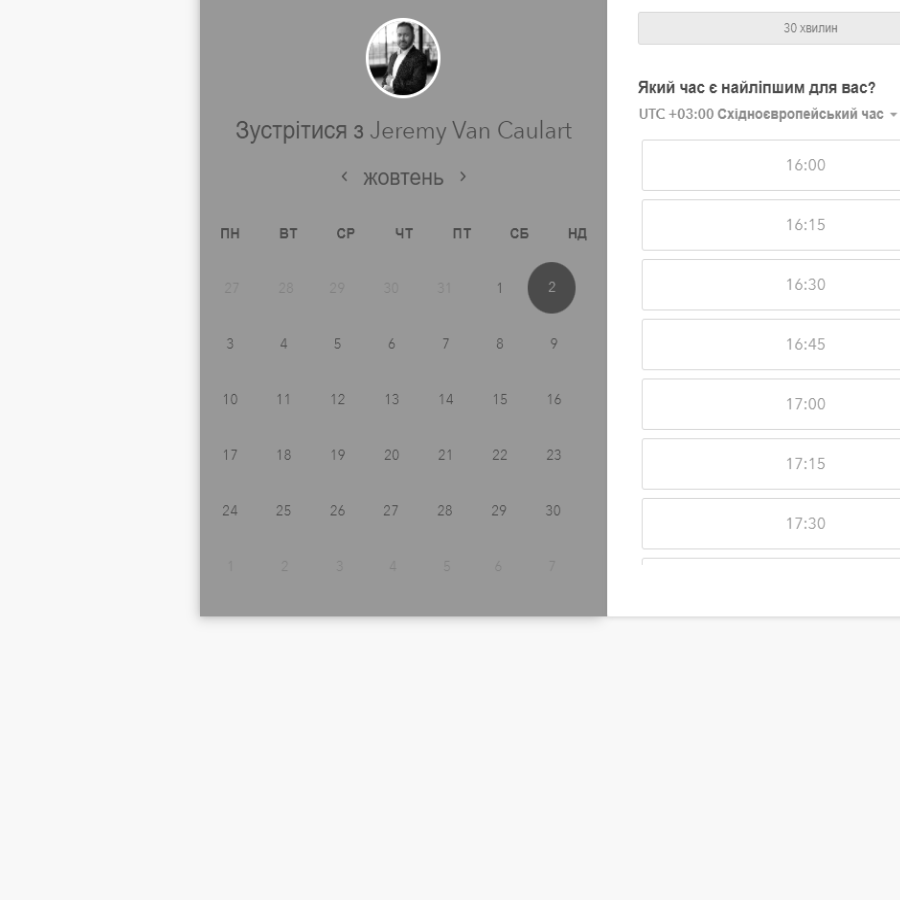 Зустрітися з Jeremy Van Caulart
жовтень
ПН ВТ СР ЧТ ПТ СБ НД
27 28 29 30 31 1 2
3 4 5 6 7 8 9
10 11 12 13 14 15 16
17 18 19 20 21 22 23
24 25 26 27 28 29 30
1 2 3 4 5 6 7
30 хвилин
Який час є найліпшим для вас?
UTC +03:00 Східноєвропейський час
16:00
16:15
16:30
16:45
17:00
17:15
17:30